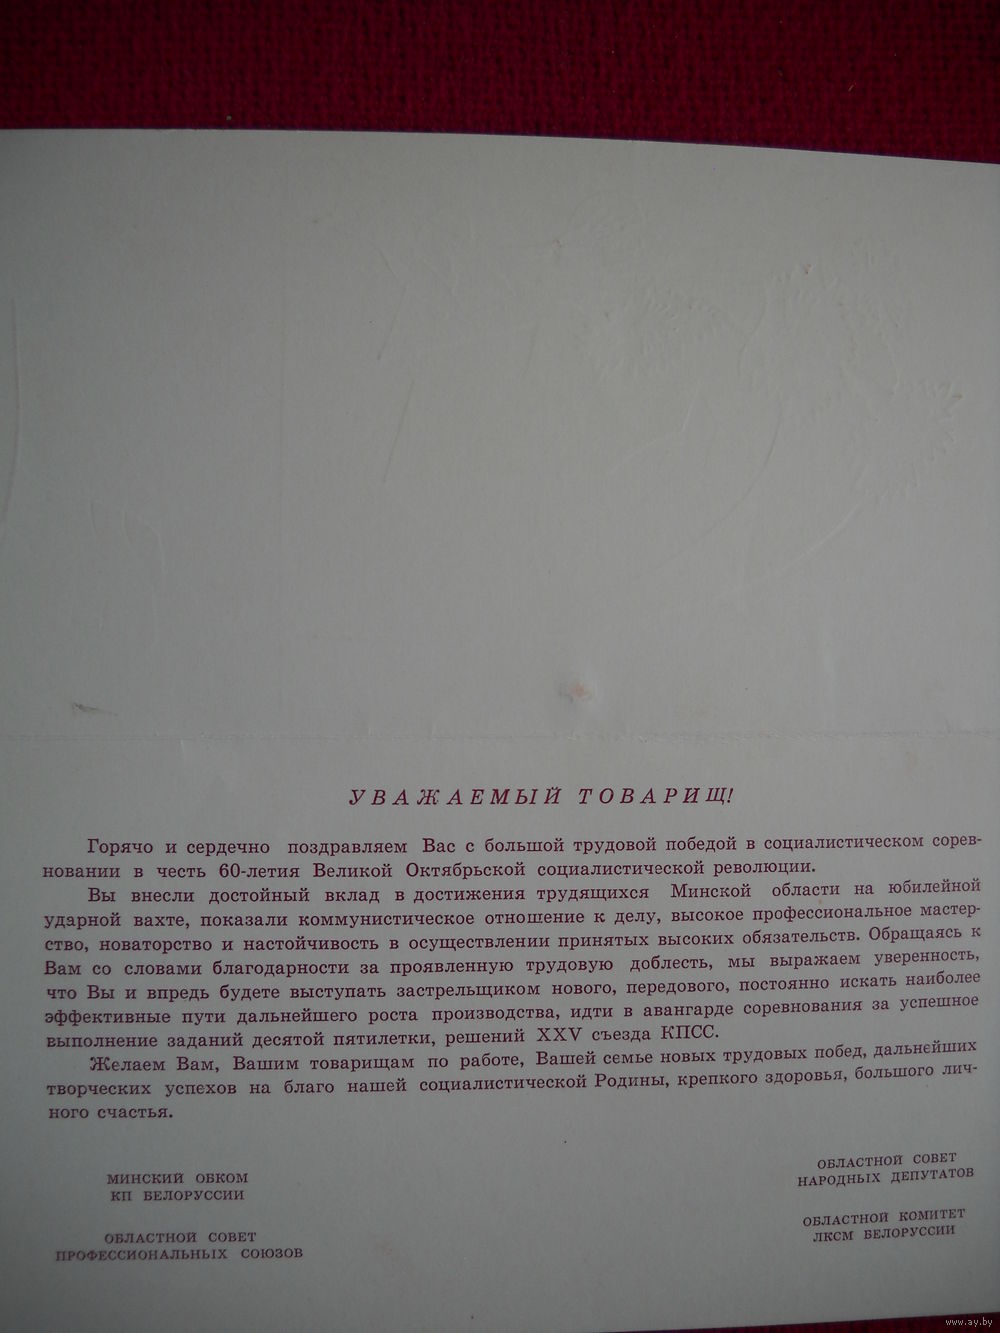 УВАЖАЕМЫЙ ТОВАРИЩ!
Горячо и сердечно поздравляем Вас с большой трудовой победой в социалистическом сорев-
новании в честь 60-летия Великой Октябрьской социалистической революции.
Вы внесли достойный вклад в достижения трудящихся Минской области на юбилейной
ударной вахте, показали коммунистическое отношение к делу, высокое профессиональное мастер-
ство, новаторство и настойчивость в осуществлении принятых высоких обязательств. Обращаясь к
Вам со словами благодарности за проявленную трудовую доблесть, мы выражаем уверенность,
что Вы и впредь будете выступать застрельщиком нового, передового, постоянно искать наиболее
эффективные пути дальнейшего роста производства, идти в авангарде соревнования за успешное
выполнение заданий десятой пятилетки, решений XXV съезда КПСС.
Желаем Вам, Вашим товарищам по работе, Вашей семье новых трудовых побед, дальнейших
творческих успехов на благо нашей социалистической Родины, крепкого здоровья, большого лич-
ного счастья.
МИНСКИЙ ОБКОМ
КП БЕЛОРУССИИ
ОБЛАСТНОЙ СОВЕТ
НАРОДНЫХ ДЕПУТАТОВ
ОБЛАСТНОЙ СОВЕТ
ПРОФЕССИОНАЛЬНЫХ СОЮЗОВ
ОБЛАСТНОЙ КОМИТЕТ
ЛКСМ БЕЛОРУССИИ
www.ay.by